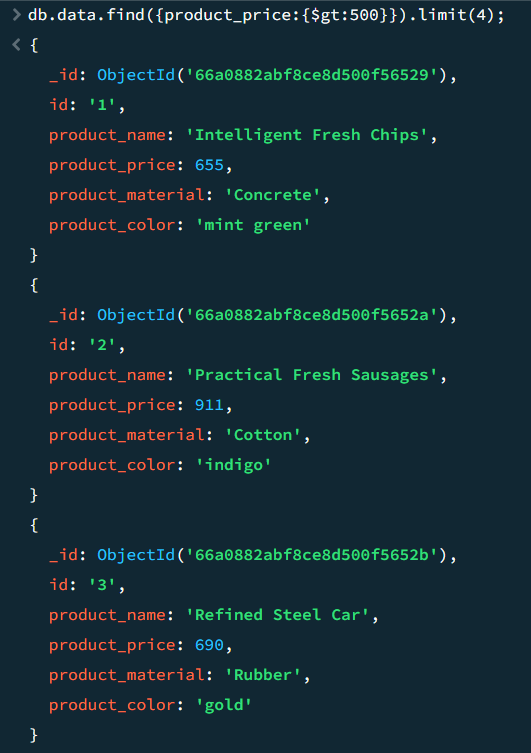 > db.data.find({product_price:{$gt:500}}).limit(4);
< {
_id: ObjectId('66a0882abf8ce8d500f56529'),
id: '1',
product_name: 'Intelligent Fresh Chips',
product_price: 655,
product_material: 'Concrete',
product_color: 'mint green'
}
{
_id: ObjectId('66a0882abf8ce8d500f5652a'),
id: '2',
product_name: 'Practical Fresh Sausages',
product_price: 911,
product_material: 'Cotton',
product_color: 'indigo'
}
{
_id: ObjectId('66a0882abf8ce8d500f5652b'),
id: '3',
product_name: 'Refined Steel Car',
product_price: 690,
product_material: 'Rubber',
product_color: 'gold'
}